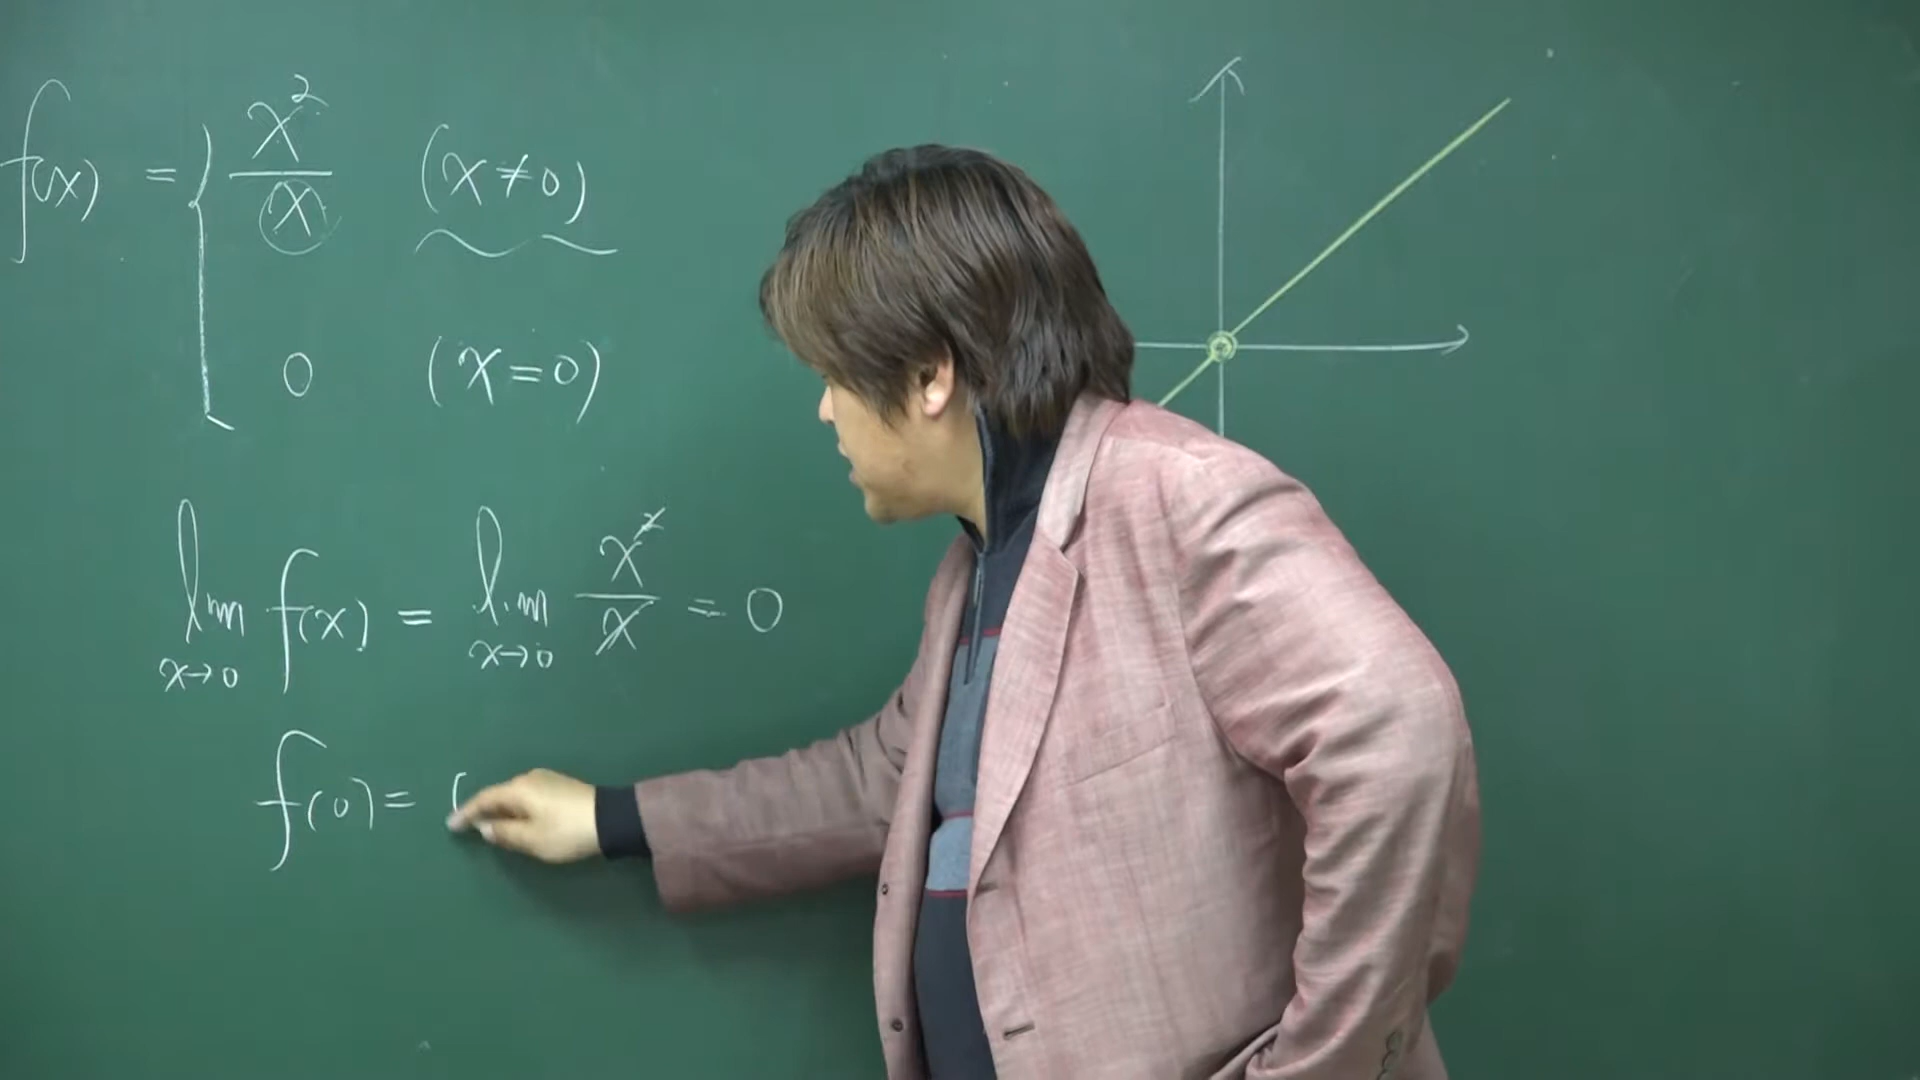 f(x) = { x²/x (x≠0)
0 (x=0)
lim x→0 f(x) = lim x→0 x²/x = 0
f(0) =